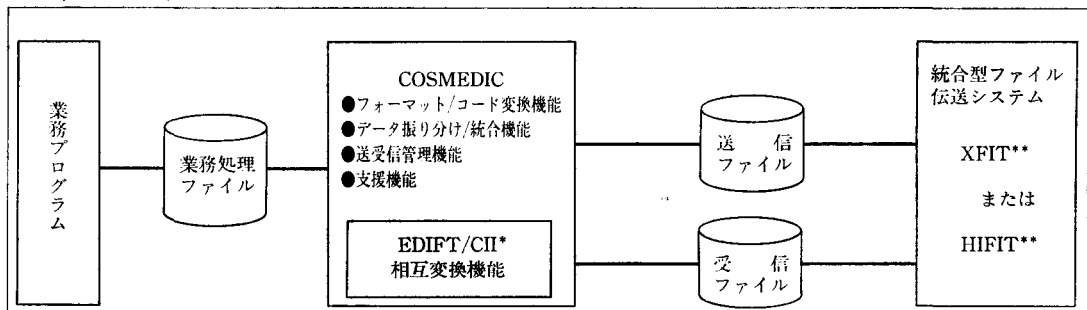 業務プログラム
業務処理
ファイル
COSMEDIC
●フォーマット/コード変換機能
●データ振り分け/統合機能
●送受信管理機能
●支援機能
EDIFT/CII*
相互変換機能
送 信
ファイル
受 信
ファイル
統合型ファイル
伝送システム
XFIT**
または
HIFIT**